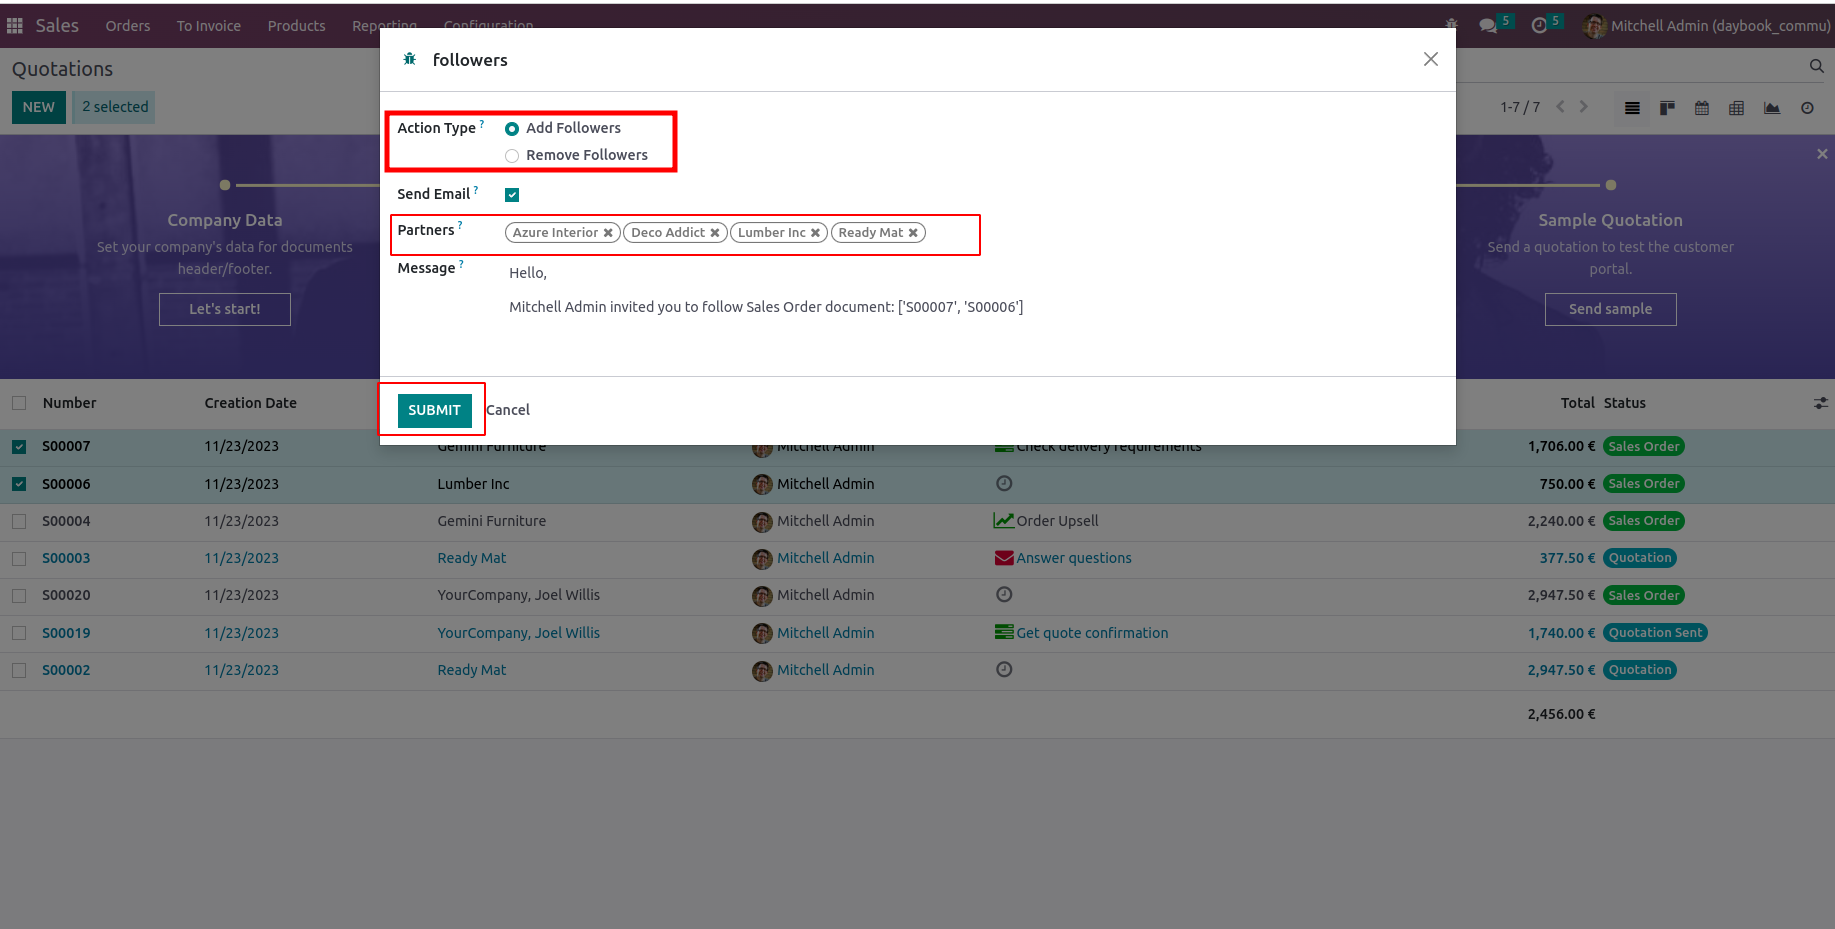 Sales Orders To Invoice Products Reporting Configuration 5 5 Mitchell Admin (daybook_commu)
Quotations
NEW 2 selected
1-7 / 7
followers
Action Type ? Add Followers
Remove Followers
Send Email ?
Partners ? Azure Interior Deco Addict Lumber Inc Ready Mat
Message ? Hello,
Mitchell Admin invited you to follow Sales Order document: ['S00007', 'S00006']
SUBMIT Cancel
Company Data
Set your company's data for documents
header/footer.
Let's start!
Sample Quotation
Send a quotation to test the customer
portal.
Send sample
Number Creation Date Total Status
S00007 11/23/2023 Gemini Furniture Mitchell Admin Check delivery requirements 1,706.00 € Sales Order
S00006 11/23/2023 Lumber Inc Mitchell Admin 750.00 € Sales Order
S00004 11/23/2023 Gemini Furniture Mitchell Admin Order Upsell 2,240.00 € Sales Order
S00003 11/23/2023 Ready Mat Mitchell Admin Answer questions 377.50 € Quotation
S00020 11/23/2023 YourCompany, Joel Willis Mitchell Admin 2,947.50 € Sales Order
S00019 11/23/2023 YourCompany, Joel Willis Mitchell Admin Get quote confirmation 1,740.00 € Quotation Sent
S00002 11/23/2023 Ready Mat Mitchell Admin 2,947.50 € Quotation
2,456.00 €